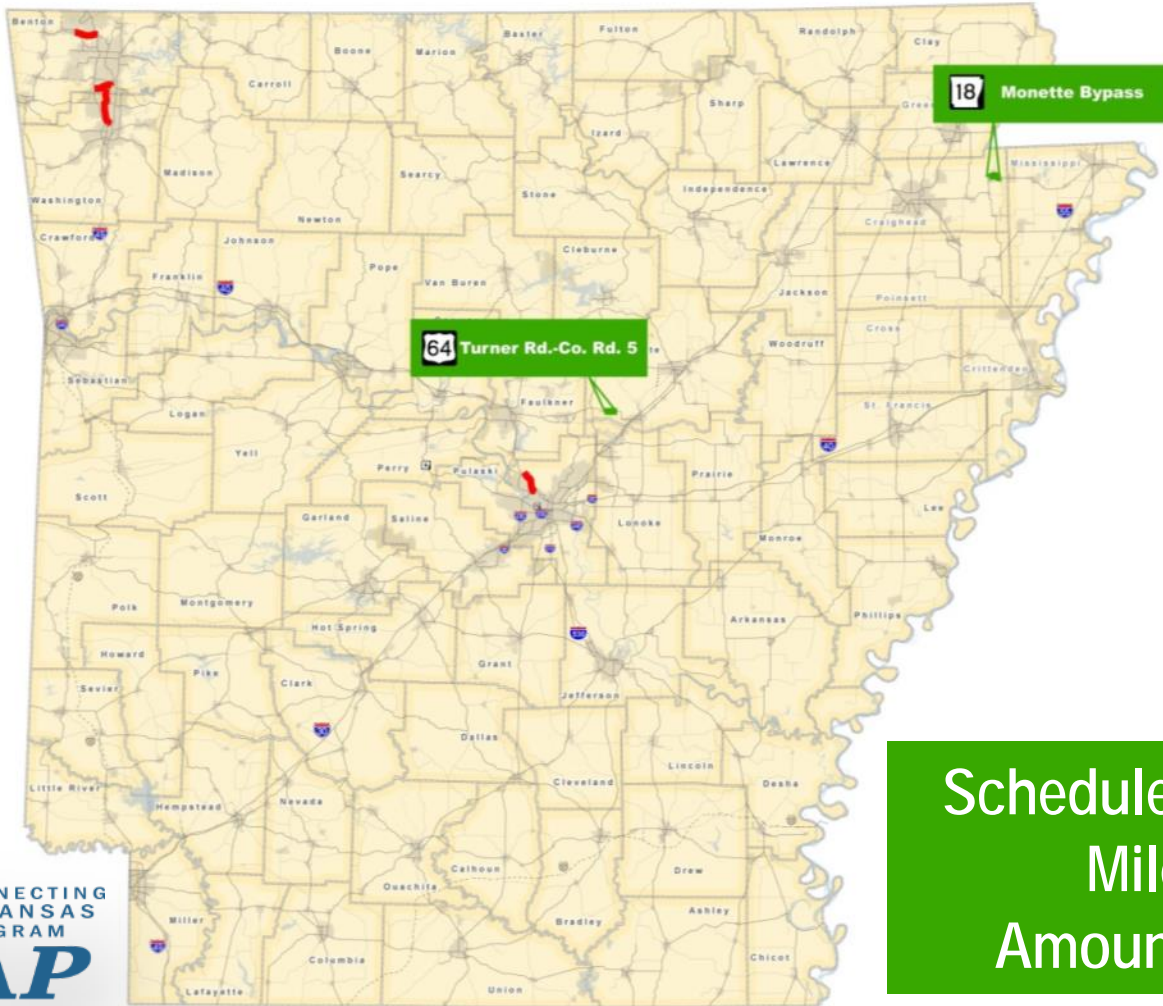 Benton
Boone
Marion
Baxter
Fulton
Randolph
Clay
Carroll
Sharp
Gree
18 Monette Bypass
Izard
Lawrence
Mississippi
Madison
Searcy
Stone
Independence
Washington
Newton
Craighead
Crawford
Johnson
Cleburne
Franklin
Pope
Van Buren
Jackson
Poinsett
64 Turner Rd.-Co. Rd. 5
Cross
Woodruff
Crittenden
Sebastian
Logan
Faulkner
St. Francis
Yell
Perry
Pulaski
Prairie
Scott
Garland
Saline
Lonoke
Lee
Monroe
Polk
Montgomery
Hot Spring
Arkansas
Phillips
Howard
Pike
Clark
Grant
Sevier
Jefferson
Dallas
Lincoln
Little River
Hempstead
Nevada
Cleveland
Desha
Calhoun
Drew
Ouachita
Miller
Bradley
Ashley
Columbia
Chicot
Lafayette
Union
NECTING
ANSAS
GRAM
AP
Schedule
Mile
Amoun